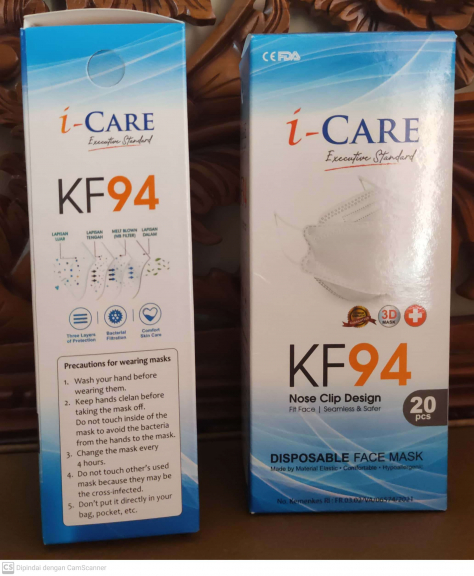 i-CARE
Executive Standard
KF94
LAPISAN LUAR
LAPISAN TENGAH
MELT BLOWN (MB FILTER)
LAPISAN DALAM
Three Layers
of Protection
Bacterial
Filtration
Comfort
Skin Care
Precautions for wearing masks
1. Wash your hand before
wearing them.
2. Keep hands clelan before
taking the mask off.
Do not touch inside of the
mask to avoid the bacteria
from the hands to the mask.
3. Change the mask every
4 hours.
4. Do not touch other's used
mask because they may be
the cross-infected.
5. Don't put it directly in your
bag, pocket, etc.
CE FDA
i-CARE
Executive Standard
3D
MASK
KF94
Nose Clip Design
Fit Face | Seamless & Safer
20
pcs
DISPOSABLE FACE MASK
Made by Material Elastic • Comfortable • Hypoallergenic
CS Dipindai dengan CamScanner